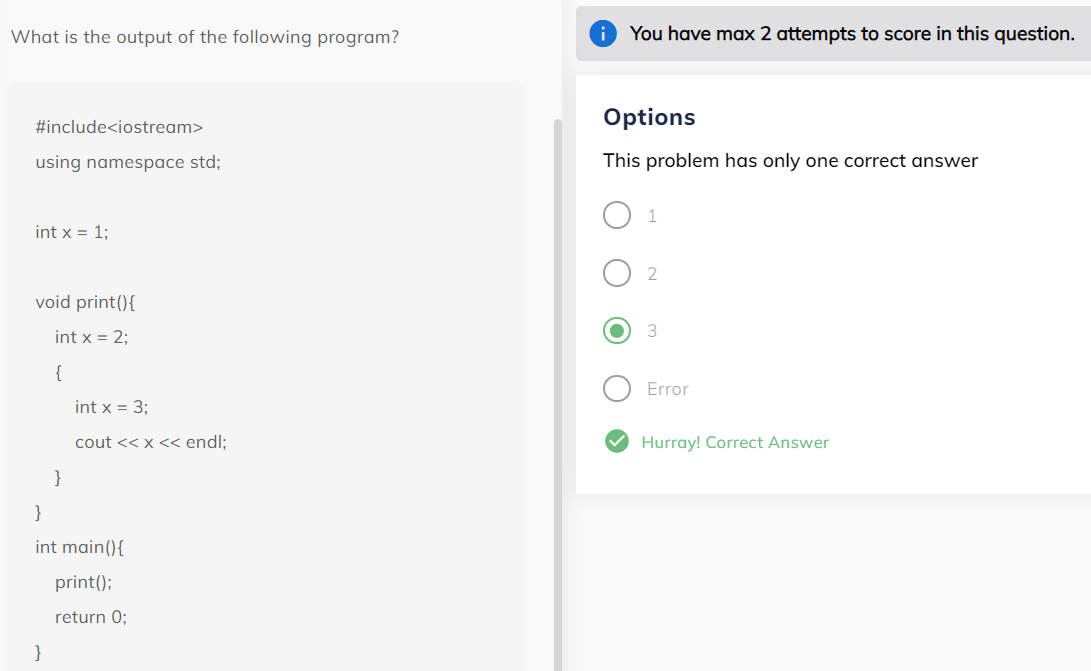 What is the output of the following program?
#include<iostream>
using namespace std;
int x = 1;
void print(){
int x = 2;
{
int x = 3;
cout << x << endl;
}
}
int main(){
print();
return 0;
}
You have max 2 attempts to score in this question.
Options
This problem has only one correct answer
1
2
3
Error
Hurray! Correct Answer